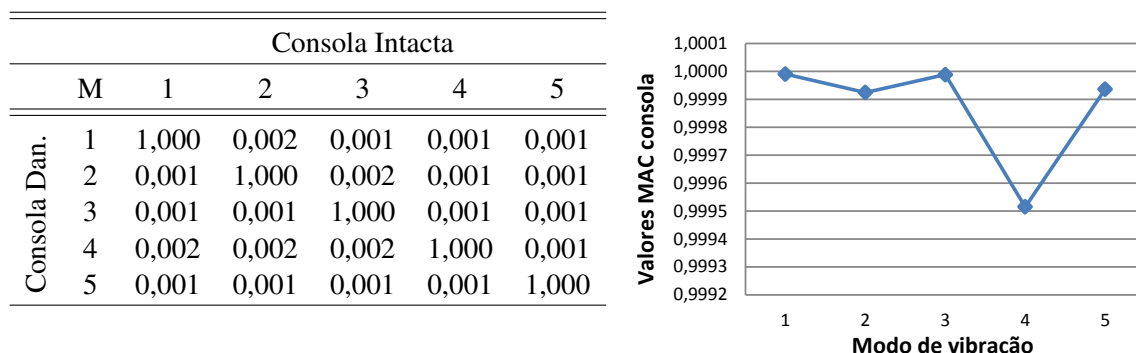 Consola Intacta
M 1 2 3 4 5
Consola Dan.
1 1,000 0,002 0,001 0,001 0,001
2 0,001 1,000 0,002 0,001 0,001
3 0,001 0,001 1,000 0,001 0,001
4 0,002 0,002 0,002 1,000 0,001
5 0,001 0,001 0,001 0,001 1,000
Valores MAC consola
1,0001
1,0000
0,9999
0,9998
0,9997
0,9996
0,9995
0,9994
0,9993
0,9992
1 2 3 4 5
Modo de vibração